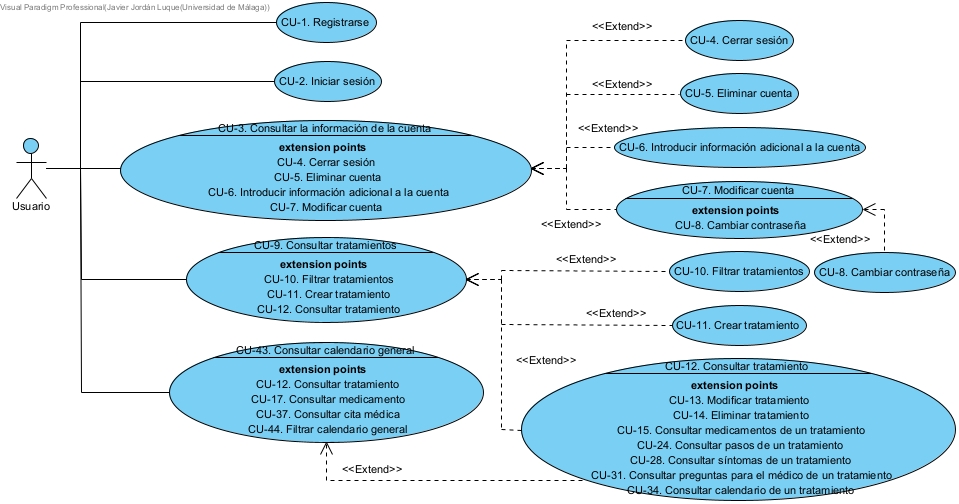 Visual Paradigm Professional(Javier Jordán Luque(Universidad de Málaga))
CU-1. Registrarse
CU-2. Iniciar sesión
Usuario
CU-3. Consultar la información de la cuenta
extension points
CU-4. Cerrar sesión
CU-5. Eliminar cuenta
CU-6. Introducir información adicional a la cuenta
CU-7. Modificar cuenta
<<Extend>>
CU-4. Cerrar sesión
<<Extend>>
CU-5. Eliminar cuenta
<<Extend>>
CU-6. Introducir información adicional a la cuenta
<<Extend>>
CU-7. Modificar cuenta
extension points
CU-8. Cambiar contraseña
<<Extend>>
CU-8. Cambiar contraseña
CU-9. Consultar tratamientos
extension points
CU-10. Filtrar tratamientos
CU-11. Crear tratamiento
CU-12. Consultar tratamiento
<<Extend>>
CU-10. Filtrar tratamientos
<<Extend>>
CU-11. Crear tratamiento
<<Extend>>
CU-12. Consultar tratamiento
extension points
CU-13. Modificar tratamiento
CU-14. Eliminar tratamiento
CU-15. Consultar medicamentos de un tratamiento
CU-24. Consultar pasos de un tratamiento
CU-28. Consultar síntomas de un tratamiento
CU-31. Consultar preguntas para el médico de un tratamiento
CU-34. Consultar calendario de un tratamiento
CU-43. Consultar calendario general
extension points
CU-12. Consultar tratamiento
CU-17. Consultar medicamento
CU-37. Consultar cita médica
CU-44. Filtrar calendario general
<<Extend>>